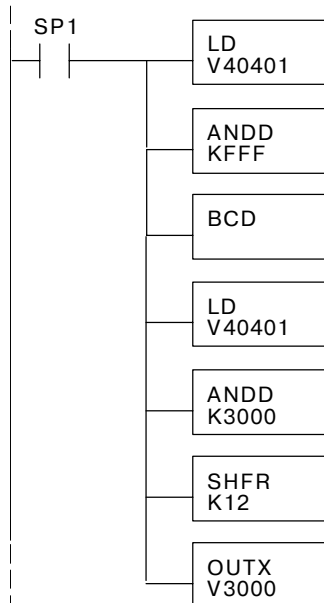 SP1
LD
V40401
ANDD
KFFF
BCD
LD
V40401
ANDD
K3000
SHFR
K12
OUTX
V3000